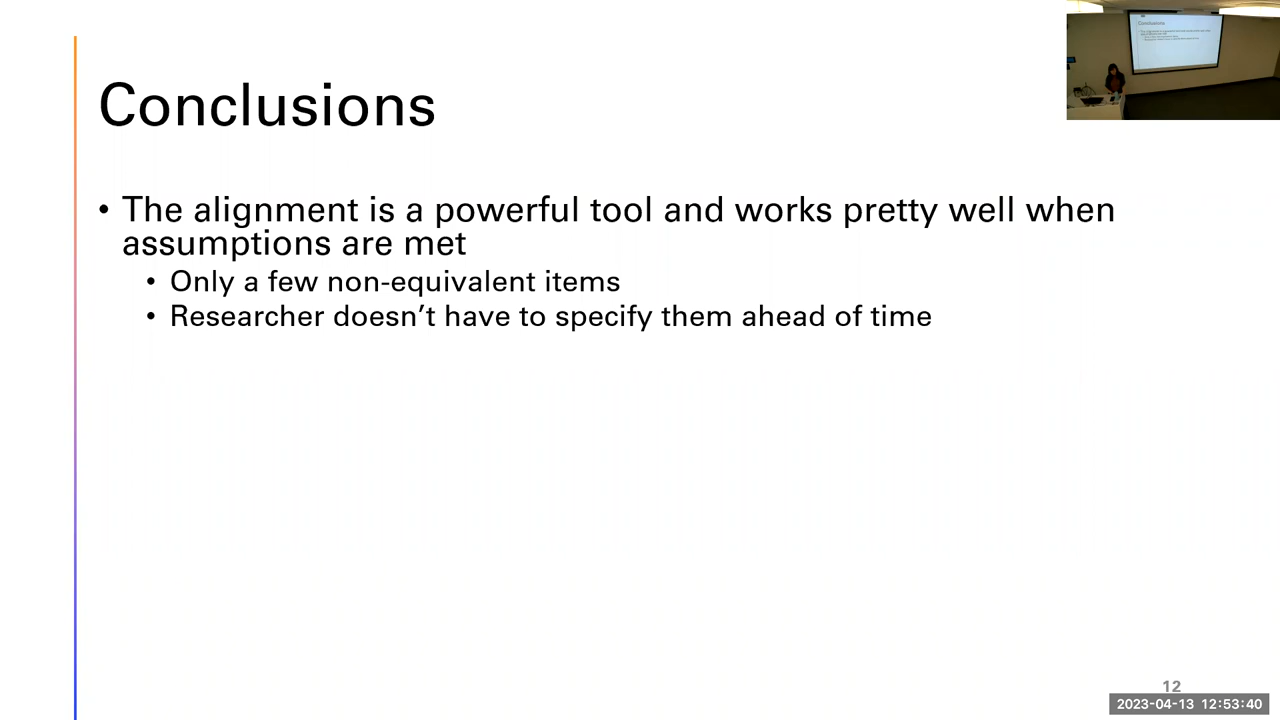 Conclusions
• The alignment is a powerful tool and works pretty well when
assumptions are met
• Only a few non-equivalent items
• Researcher doesn’t have to specify them ahead of time
12
2023-04-13 12:53:40
Conclusions